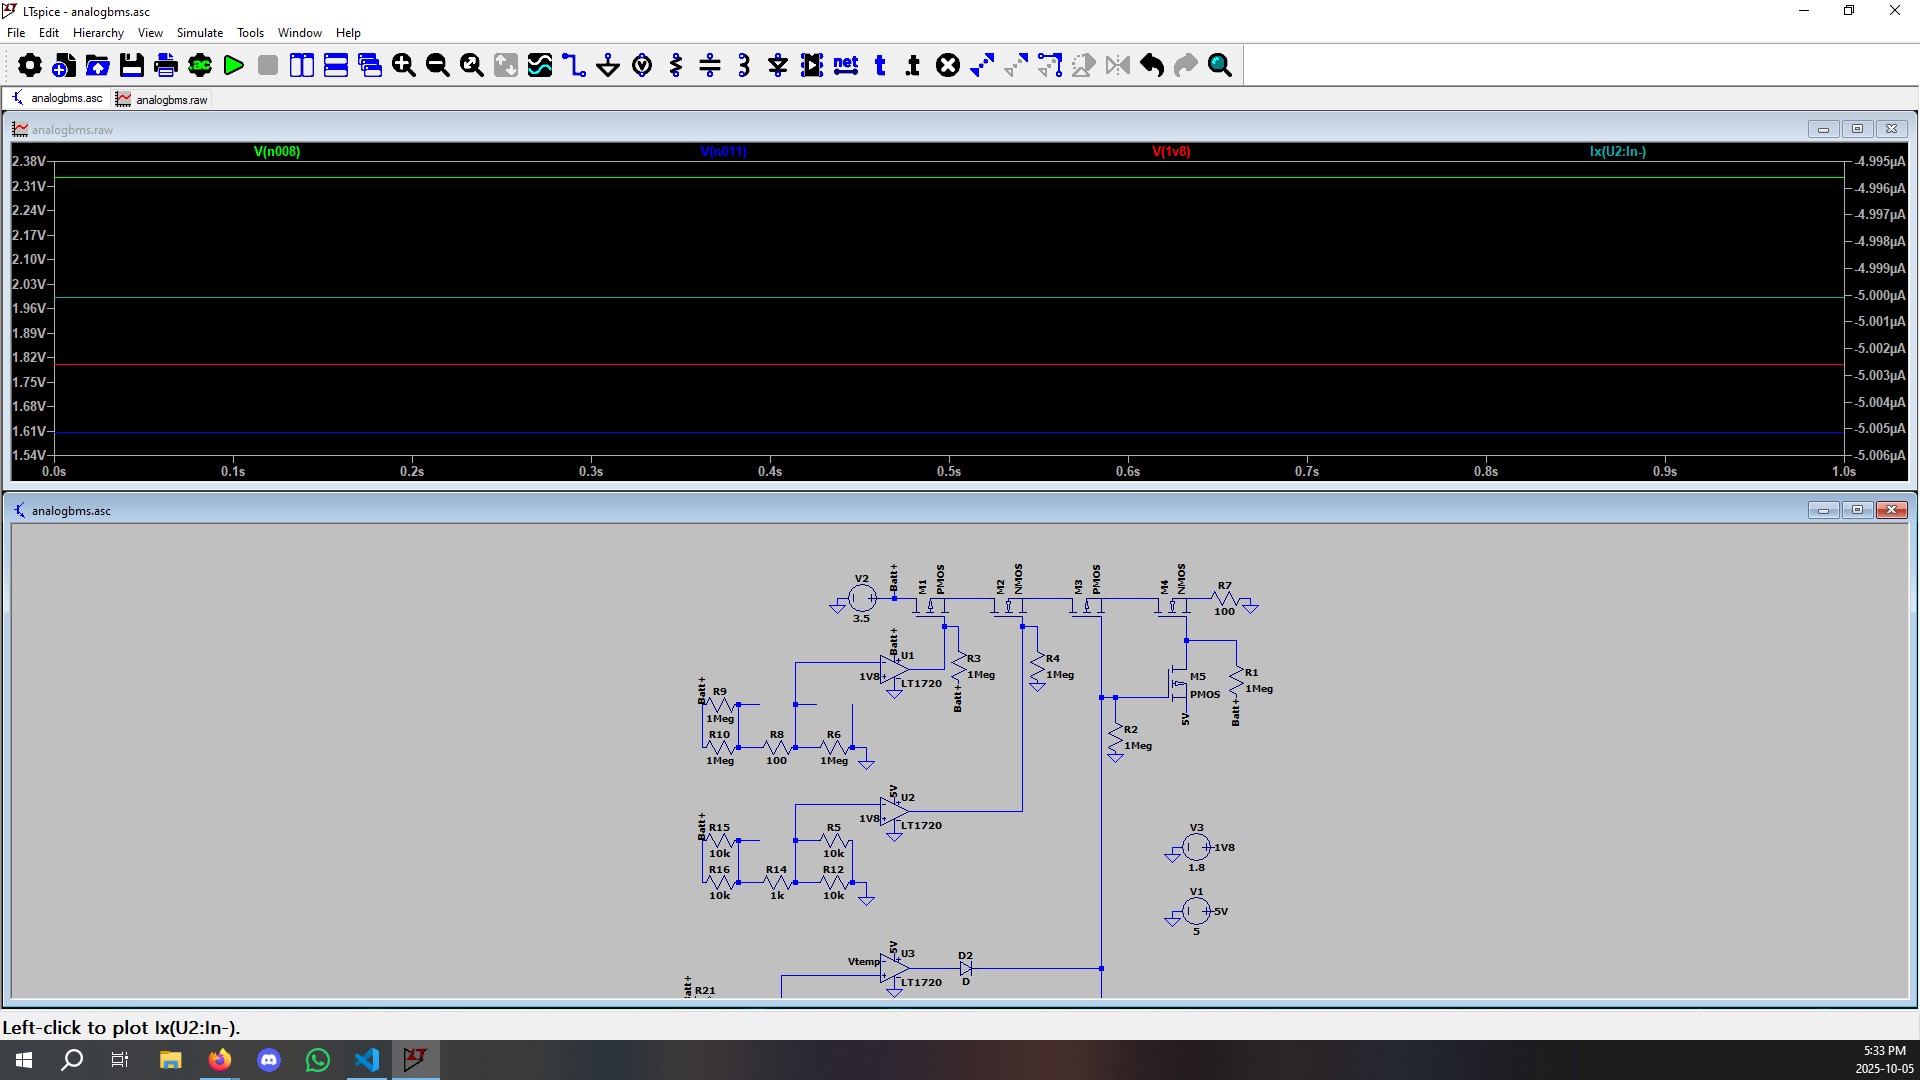 LTspice - analogbms.asc
File Edit Hierarchy View Simulate Tools Window Help
.ac net t .t
analogbms.asc analogbms.raw
analogbms.raw
V(n008) V(n011) V(1v8) Ix(U2:In-)
2.38V -4.995µA
2.31V -4.996µA
2.24V -4.997µA
2.17V -4.998µA
2.10V -4.999µA
2.03V -5.000µA
1.96V -5.001µA
1.89V -5.002µA
1.82V -5.003µA
1.75V -5.004µA
1.68V -5.005µA
1.61V -5.006µA
1.54V
0.0s 0.1s 0.2s 0.3s 0.4s 0.5s 0.6s 0.7s 0.8s 0.9s 1.0s
analogbms.asc
V2 Batt+ M1 PMOS M2 NMOS M3 PMOS M4 NMOS R7
3.5 100
Batt+ U1 R3 R4
1V8 LT1720 1Meg 1Meg M5 R1
Batt+ PMOS 1Meg
5V Batt+
Batt+ R9
1Meg
R10 R8 R6 R2
1Meg 100 1Meg 1Meg
5V U2
1V8 LT1720
Batt+ R15 R5 V3
10k 10k 1V8
R16 R14 R12 1.8
10k 1k 10k V1
5V
5
5V U3 D2
Vtemp
LT1720 D
Batt+ R21
Left-click to plot Ix(U2:In-).
5:33 PM
2025-10-05